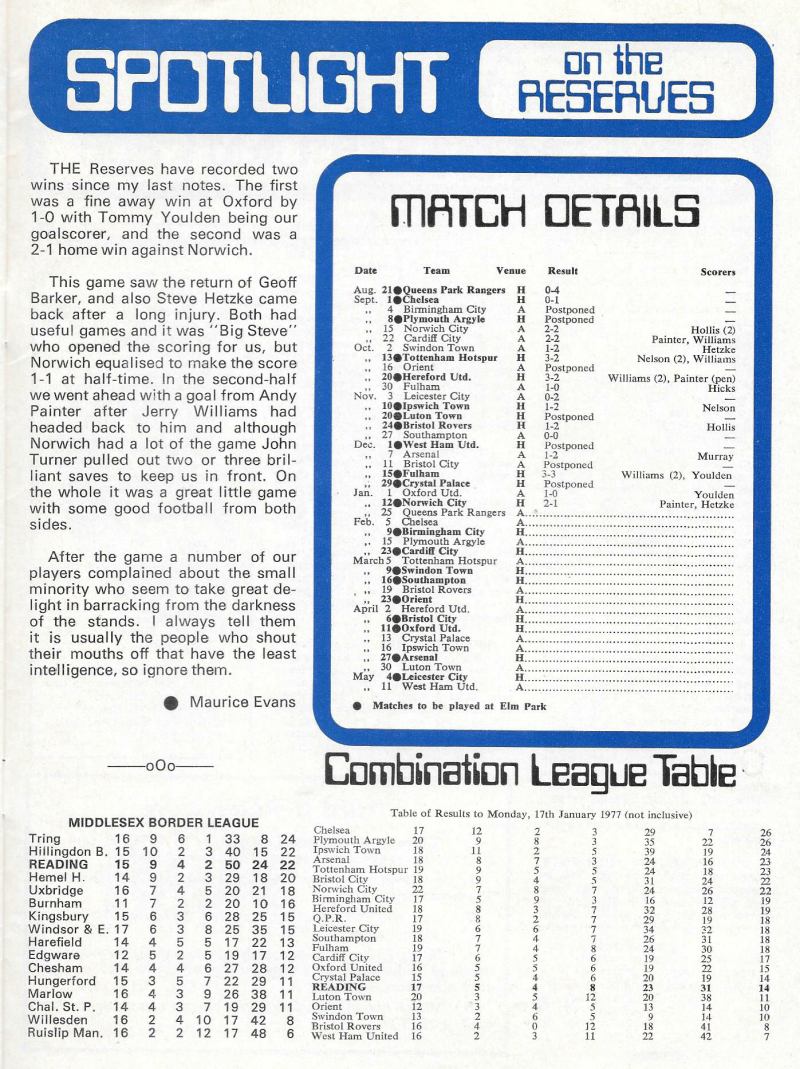 SPOTLIGHT
on the
RESERVES
THE Reserves have recorded two
wins since my last notes. The first
was a fine away win at Oxford by
1-0 with Tommy Youlden being our
goalscorer, and the second was a
2-1 home win against Norwich.
This game saw the return of Geoff
Barker, and also Steve Hetzke came
back after a long injury. Both had
useful games and it was "Big Steve"
who opened the scoring for us, but
Norwich equalised to make the score
1-1 at half-time. In the second-half
we went ahead with a goal from Andy
Painter after Jerry Williams had
headed back to him and although
Norwich had a lot of the game John
Turner pulled out two or three bril-
liant saves to keep us in front. On
the whole it was a great little game
with some good football from both
sides.
After the game a number of our
players complained about the small
minority who seem to take great de-
light in barracking from the darkness
of the stands. I always tell them
it is usually the people who shout
their mouths off that have the least
intelligence, so ignore them.
● Maurice Evans
——oOo——
MATCH DETAILS
Date Team Venue Result Scorers
Aug. 21●Queens Park Rangers H 0-4 —
Sept. 1●Chelsea H 0-1 —
,, 4 Birmingham City A Postponed —
,, 8●Plymouth Argyle H Postponed —
,, 15 Norwich City A 2-2 Hollis (2)
,, 22 Cardiff City A 2-2 Painter, Williams
Oct. 2 Swindon Town A 1-2 Hetzke
,, 13●Tottenham Hotspur H 3-2 Nelson (2), Williams
,, 16 Orient A Postponed —
,, 20●Hereford Utd. H 3-2 Williams (2), Painter (pen)
,, 30 Fulham A 1-0 Hicks
Nov. 3 Leicester City A 0-2 —
,, 10●Ipswich Town H 1-2 Nelson
,, 20●Luton Town H Postponed —
,, 24●Bristol Rovers H 1-2 Hollis
,, 27 Southampton A 0-0 —
Dec. 1●West Ham Utd. H Postponed —
,, 7 Arsenal A 1-2 Murray
,, 11 Bristol City A Postponed —
,, 15●Fulham H 3-3 Williams (2), Youlden
,, 29●Crystal Palace H Postponed —
Jan. 1 Oxford Utd. A 1-0 Youlden
,, 12●Norwich City H 2-1 Painter, Hetzke
,, 25 Queens Park Rangers A
Feb. 5 Chelsea A
,, 9●Birmingham City H
,, 15 Plymouth Argyle A
,, 23●Cardiff City H
March 5 Tottenham Hotspur A
,, 9●Swindon Town H
,, 16●Southampton H
,, 19 Bristol Rovers A
,, 23●Orient H
April 2 Hereford Utd. A
,, 6●Bristol City H
,, 11●Oxford Utd. H
,, 13 Crystal Palace A
,, 16 Ipswich Town A
,, 27●Arsenal H
,, 30 Luton Town A
May 4●Leicester City H
,, 11 West Ham Utd. A
● Matches to be played at Elm Park
MIDDLESEX BORDER LEAGUE
Tring 16 9 6 1 33 8 24
Hillingdon B. 15 10 2 3 40 15 22
READING 15 9 4 2 50 24 22
Hemel H. 14 9 2 3 29 18 20
Uxbridge 16 7 4 5 20 21 18
Burnham 11 7 2 2 20 10 16
Kingsbury 15 6 3 6 28 25 15
Windsor & E. 17 6 3 8 25 35 15
Harefield 14 4 5 5 17 22 13
Edgware 12 5 2 5 19 17 12
Chesham 14 4 4 6 27 28 12
Hungerford 15 3 5 7 22 29 11
Marlow 16 4 3 9 26 38 11
Chal. St. P. 14 4 3 7 19 29 11
Willesden 16 2 4 10 17 42 8
Ruislip Man. 16 2 2 12 17 48 6
Combination League Table
Table of Results to Monday, 17th January 1977 (not inclusive)
Chelsea 17 12 2 3 29 7 26
Plymouth Argyle 20 9 8 3 35 22 26
Ipswich Town 18 11 2 5 39 19 24
Arsenal 18 8 7 3 24 16 23
Tottenham Hotspur 19 9 5 5 24 18 23
Bristol City 18 9 4 5 31 24 22
Norwich City 22 7 8 7 24 26 22
Birmingham City 17 5 9 3 16 12 19
Hereford United 18 8 3 7 32 28 19
Q.P.R. 17 8 2 7 29 19 18
Leicester City 19 6 6 7 34 32 18
Southampton 18 7 4 7 26 31 18
Fulham 19 7 4 8 24 30 18
Cardiff City 17 6 5 6 19 22 17
Oxford United 16 5 5 6 19 22 15
Crystal Palace 15 5 4 6 20 19 14
READING 17 5 4 8 23 31 14
Luton Town 20 3 5 12 20 38 11
Orient 12 3 4 5 13 14 10
Swindon Town 13 2 6 5 9 14 10
Bristol Rovers 16 4 0 12 18 41 8
West Ham United 16 2 3 11 22 42 7